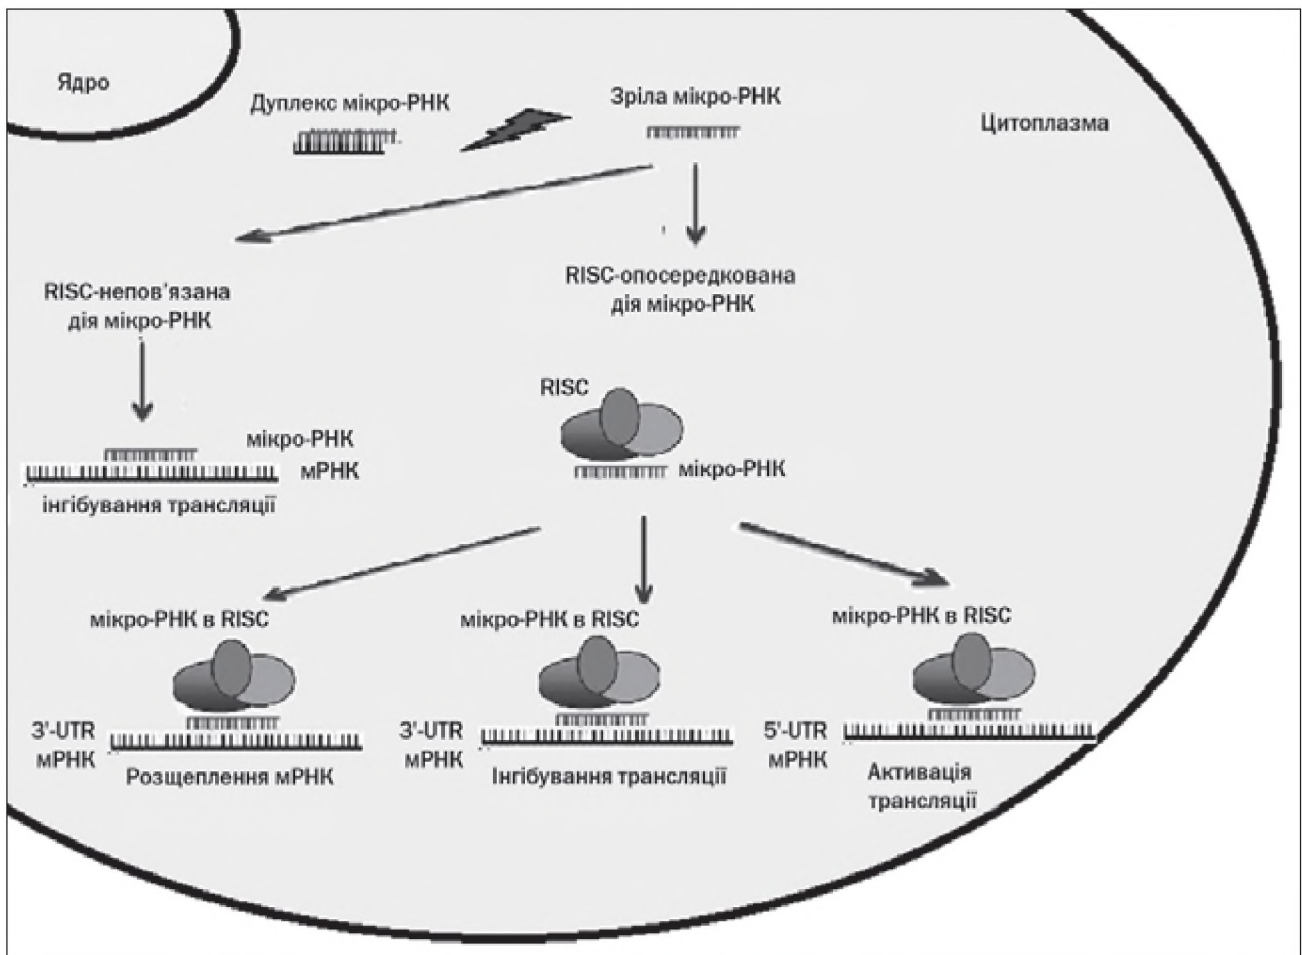 Ядро
Дуплекс мікро-РНК
Зріла мікро-РНК
Цитоплазма
RISC-непов'язана
дія мікро-РНК
RISC-опосередкована
дія мікро-РНК
RISC
мікро-РНК
мікро-РНК
мРНК
інгібування трансляції
мікро-РНК в RISC
3'-UTR
мРНК
Розщеплення мРНК
мікро-РНК в RISC
3'-UTR
мРНК
Інгібування трансляції
мікро-РНК в RISC
5'-UTR
мРНК
Активація
трансляції